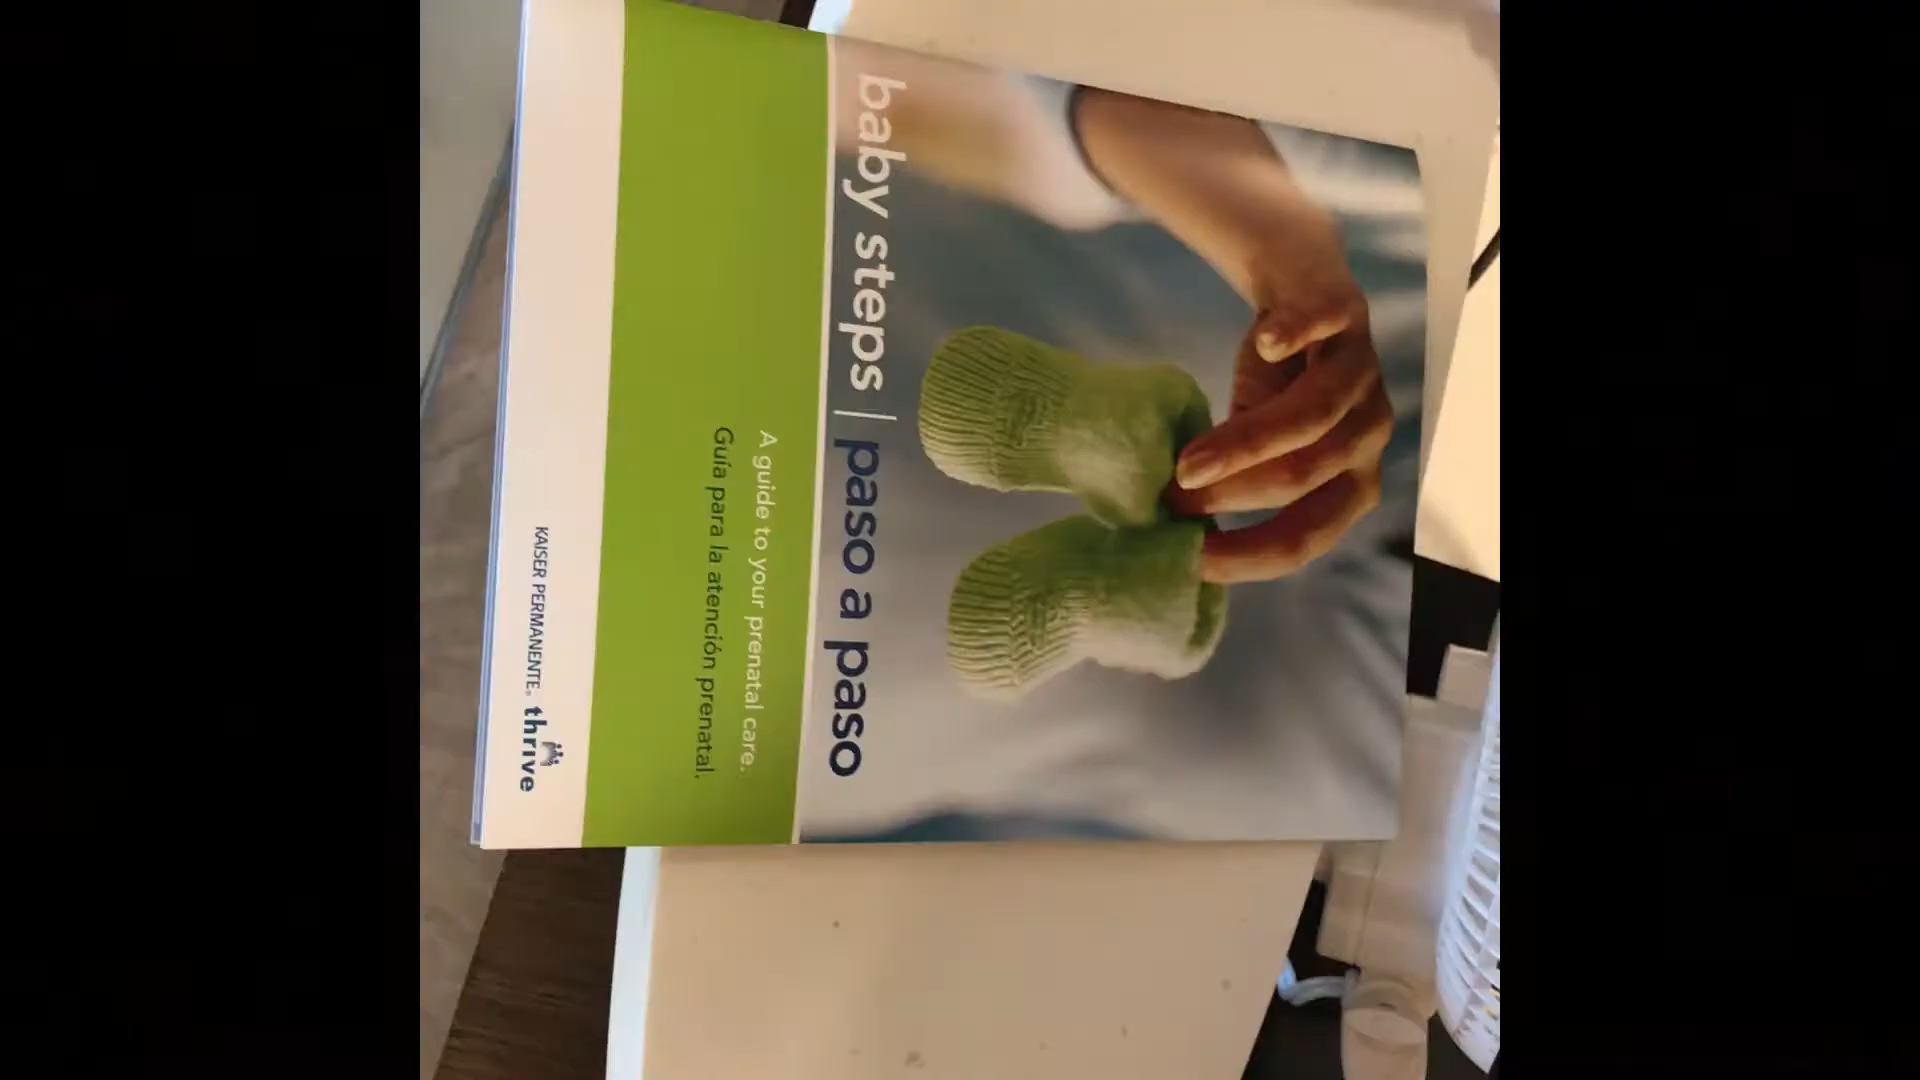 baby steps | paso a paso
A guide to your prenatal care.
Guía para la atención prenatal.
KAISER PERMANENTE® thrive